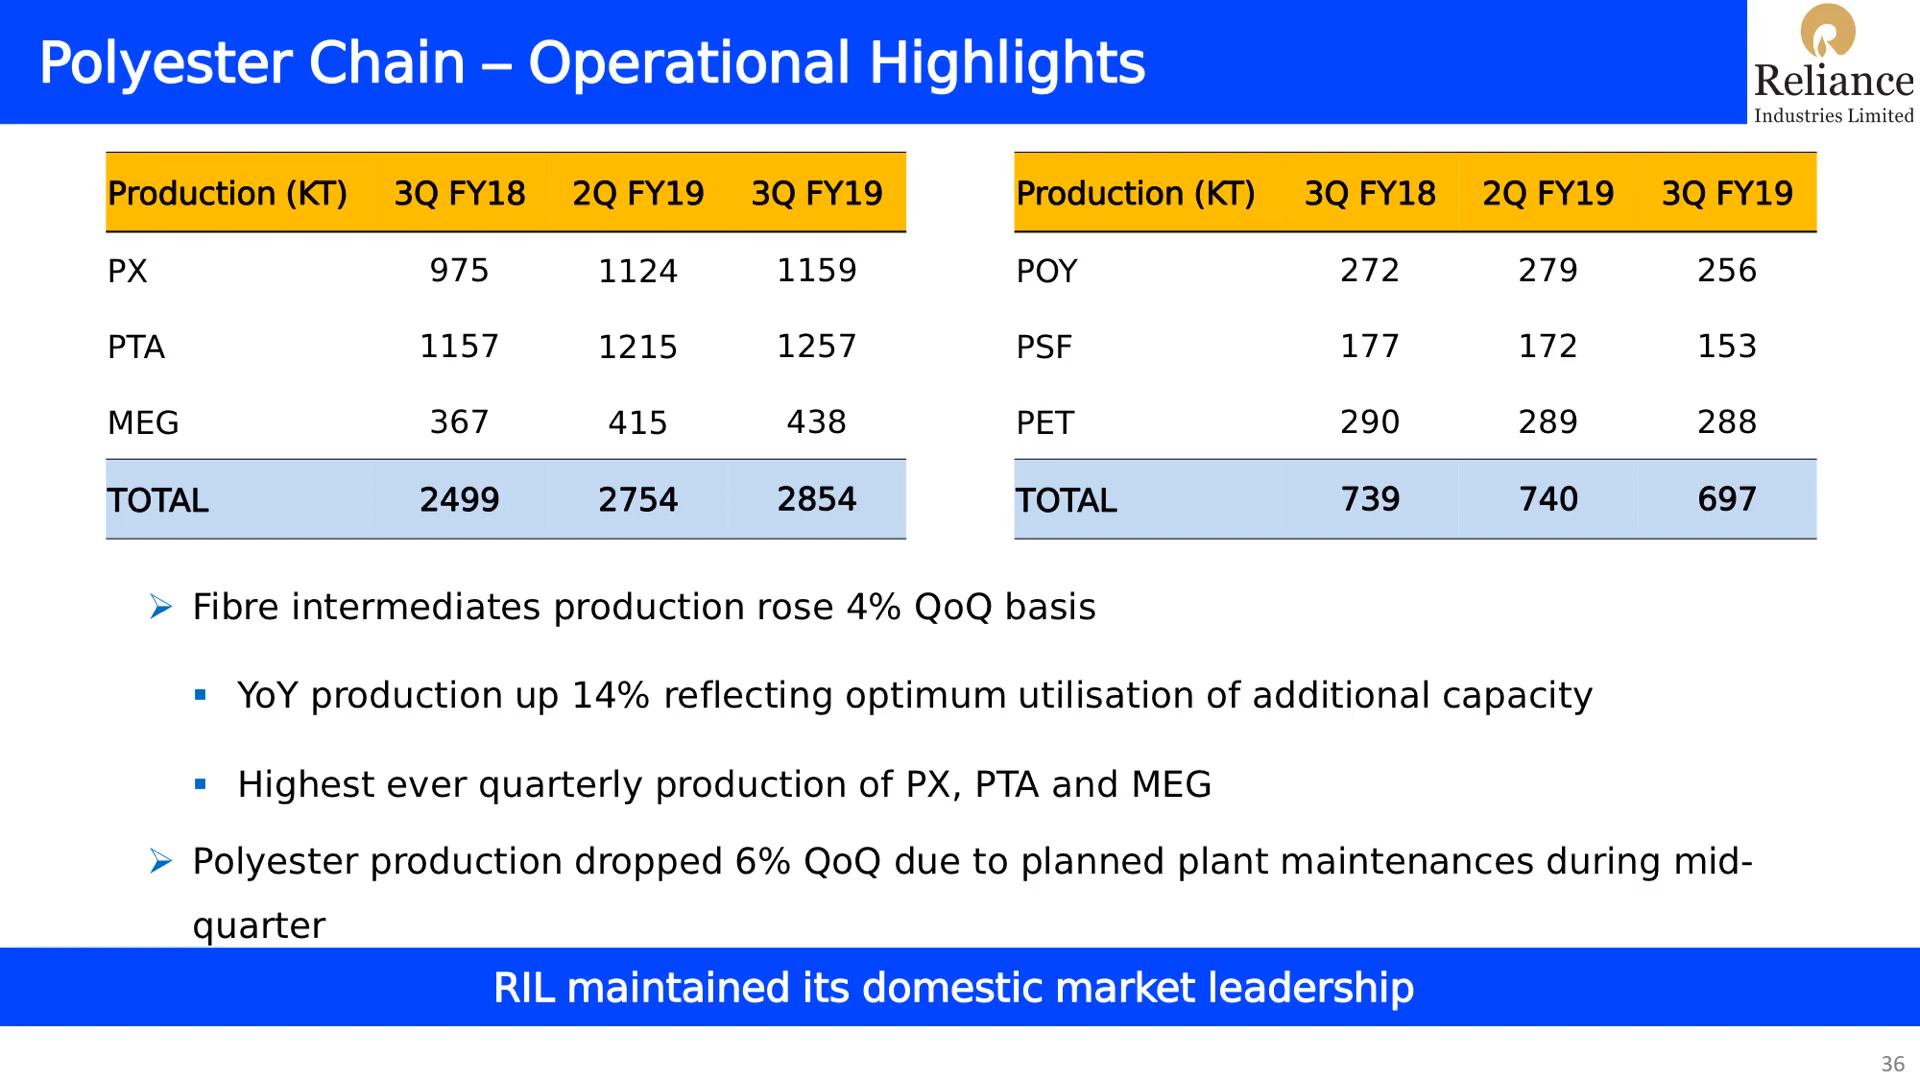 Polyester Chain – Operational Highlights
Reliance
Industries Limited
Production (KT) 3Q FY18 2Q FY19 3Q FY19
PX 975 1124 1159
PTA 1157 1215 1257
MEG 367 415 438
TOTAL 2499 2754 2854
Production (KT) 3Q FY18 2Q FY19 3Q FY19
POY 272 279 256
PSF 177 172 153
PET 290 289 288
TOTAL 739 740 697
➢ Fibre intermediates production rose 4% QoQ basis
▪ YoY production up 14% reflecting optimum utilisation of additional capacity
▪ Highest ever quarterly production of PX, PTA and MEG
➢ Polyester production dropped 6% QoQ due to planned plant maintenances during mid-
quarter
RIL maintained its domestic market leadership
36